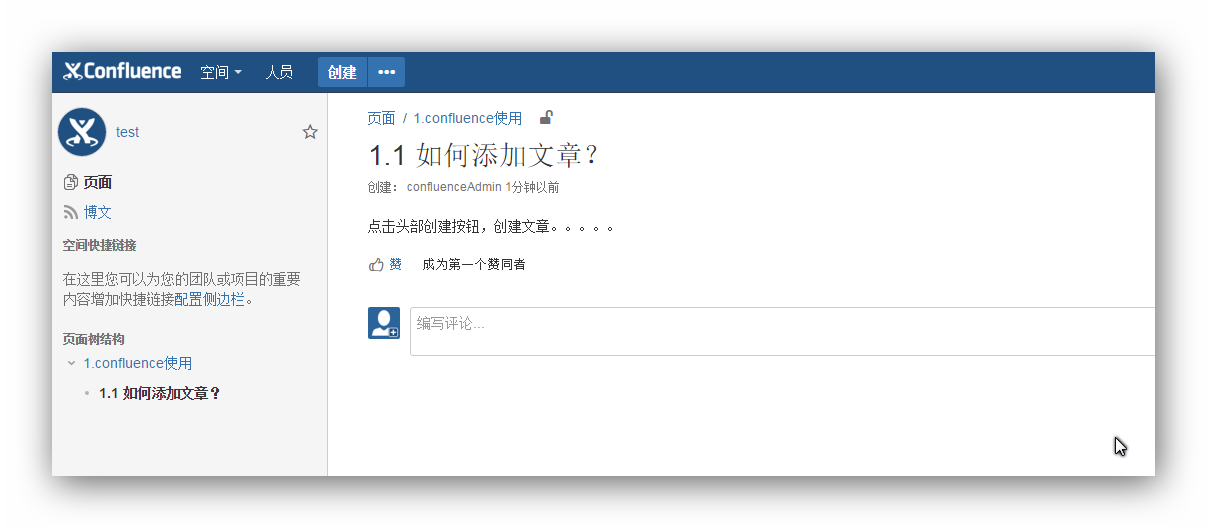 Confluence 空间 人员 创建 •••
test
页面
博文
空间快捷链接
在这里您可以为您的团队或项目的重要
内容增加快捷链接配置侧边栏。
页面树结构
1.confluence使用
1.1 如何添加文章？
页面 / 1.confluence使用
1.1 如何添加文章？
创建： confluenceAdmin 1分钟以前
点击头部创建按钮，创建文章。。。。。
赞 成为第一个赞同者
编写评论...